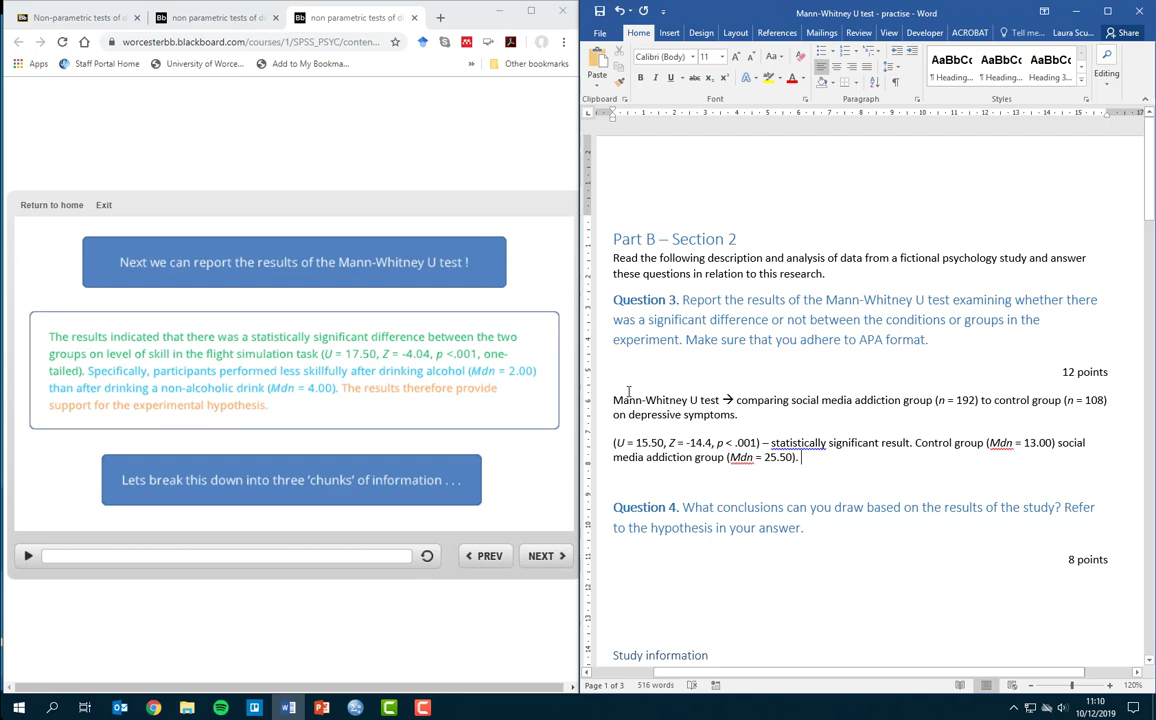 Non-parametric tests of di
non parametric tests of di
non parametric tests of di
worcesterbb.blackboard.com/courses/1/SPSS_PSYC/conten...
Apps
Staff Portal Home
University of Worce...
Add to My Bookma...
»
Other bookmarks
Return to home
Exit
Next we can report the results of the Mann-Whitney U test !
The results indicated that there was a statistically significant difference between the two
groups on level of skill in the flight simulation task (U = 17.50, Z = -4.04, p <.001, one-
tailed). Specifically, participants performed less skillfully after drinking alcohol (Mdn = 2.00)
than after drinking a non-alcoholic drink (Mdn = 4.00). The results therefore provide
support for the experimental hypothesis.
Lets break this down into three 'chunks' of information . . .
PREV
NEXT
Mann-Whitney U test - practise - Word
File
Home
Insert
Design
Layout
References
Mailings
Review
View
Developer
ACROBAT
Tell me...
Laura Scu...
Share
Paste
Calibri (Body)
11
AaBbCc
AaBbCc
AaBbCc
¶ Heading...
¶ Heading...
Heading 3...
Editing
Clipboard
Font
Paragraph
Styles
Part B – Section 2
Read the following description and analysis of data from a fictional psychology study and answer
these questions in relation to this research.
Question 3. Report the results of the Mann-Whitney U test examining whether there
was a significant difference or not between the conditions or groups in the
experiment. Make sure that you adhere to APA format.
12 points
Mann-Whitney U test → comparing social media addiction group (n = 192) to control group (n = 108)
on depressive symptoms.
(U = 15.50, Z = -14.4, p < .001) – statistically significant result. Control group (Mdn = 13.00) social
media addiction group (Mdn = 25.50).
Question 4. What conclusions can you draw based on the results of the study? Refer
to the hypothesis in your answer.
8 points
Study information
Page 1 of 3
516 words
120%
11:10
10/12/2019